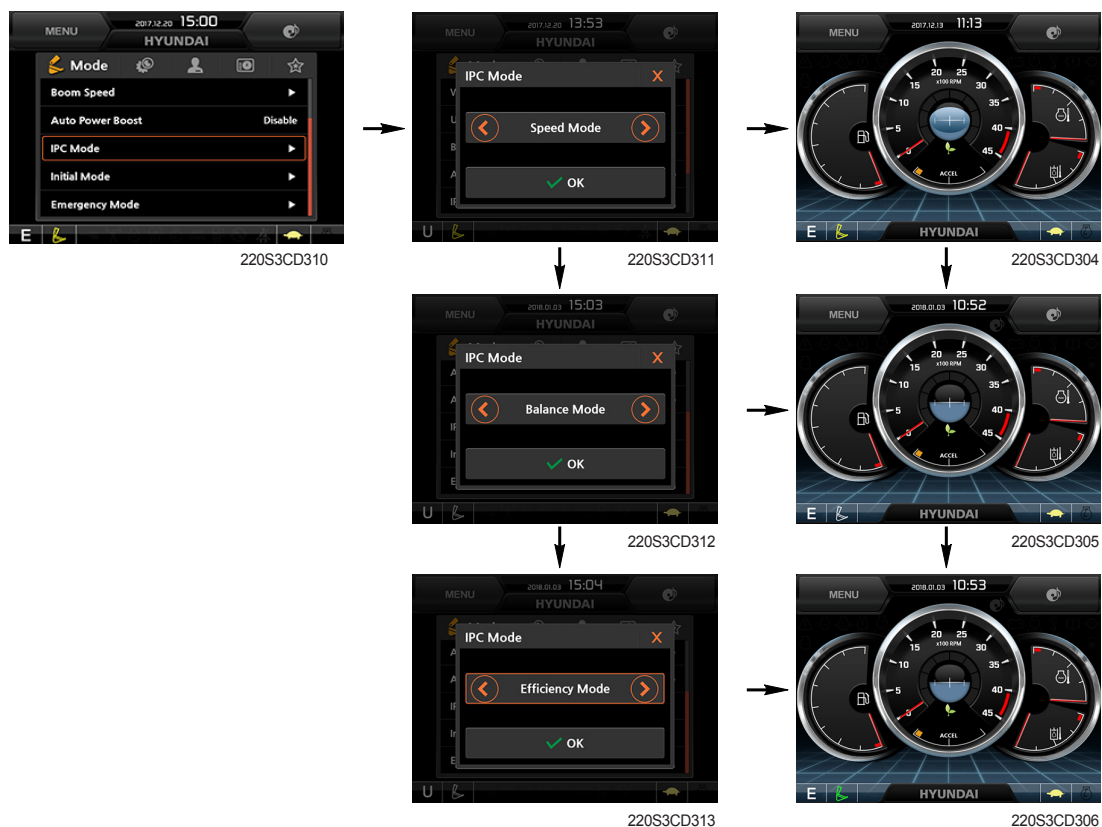 MENU
2017.12.20 15:00
HYUNDAI
Mode
Boom Speed
Auto Power Boost Disable
IPC Mode
Initial Mode
Emergency Mode
E
220S3CD310
MENU
2017.12.20 13:53
HYUNDAI
IPC Mode X
Speed Mode
OK
U
220S3CD311
MENU
2017.12.13 11:13
0
5
10
15
20
25
30
35
40
45
x100 RPM
ACCEL
E
HYUNDAI
220S3CD304
MENU
2018.01.03 15:03
HYUNDAI
IPC Mode X
Balance Mode
OK
U
220S3CD312
MENU
2018.01.03 10:52
0
5
10
15
20
25
30
35
40
45
x100 RPM
ACCEL
E
HYUNDAI
220S3CD305
MENU
2018.01.03 15:04
HYUNDAI
IPC Mode X
Efficiency Mode
OK
U
220S3CD313
MENU
2018.01.03 10:53
0
5
10
15
20
25
30
35
40
45
x100 RPM
ACCEL
E
HYUNDAI
220S3CD306